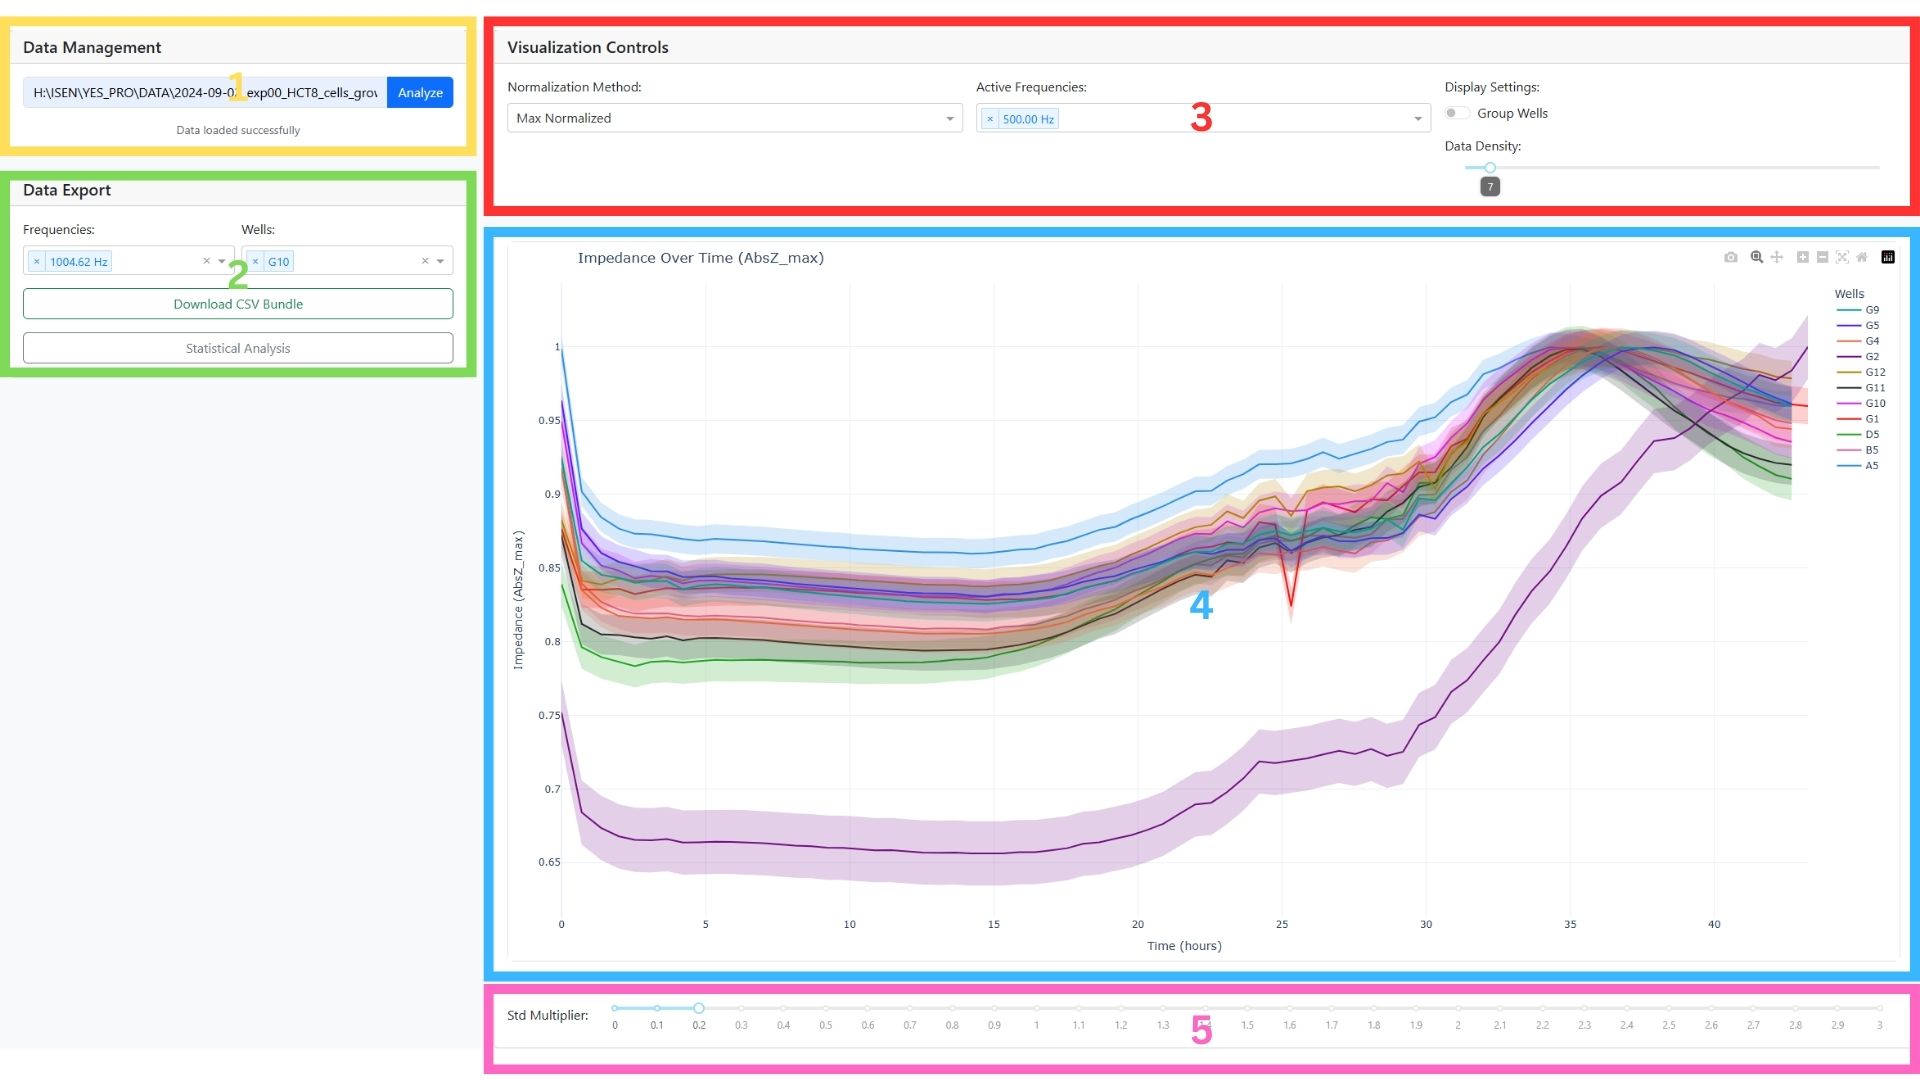 Data Management
1
H:\ISEN\YES_PRO\DATA\2024-09-0 exp00_HCT8_cells_grow
Analyze
Data loaded successfully
Data Export
Frequencies:
Wells:
× 1004.62 Hz ×
× G10 ×
2
Download CSV Bundle
Statistical Analysis
Visualization Controls
Normalization Method:
Active Frequencies:
Display Settings:
Max Normalized
× 500.00 Hz
3
Group Wells
Data Density:
7
Impedance Over Time (AbsZ_max)
Wells
G9
G5
G4
G2
G12
G11
G10
G1
D5
B5
A5
1
0.95
0.9
0.85
0.8
0.75
0.7
0.65
Impedance (AbsZ_max)
4
0 5 10 15 20 25 30 35 40
Time (hours)
Std Multiplier:
5
0 0.1 0.2 0.3 0.4 0.5 0.6 0.7 0.8 0.9 1 1.1 1.2 1.3 1.5 1.6 1.7 1.8 1.9 2 2.1 2.2 2.3 2.4 2.5 2.6 2.7 2.8 2.9 3